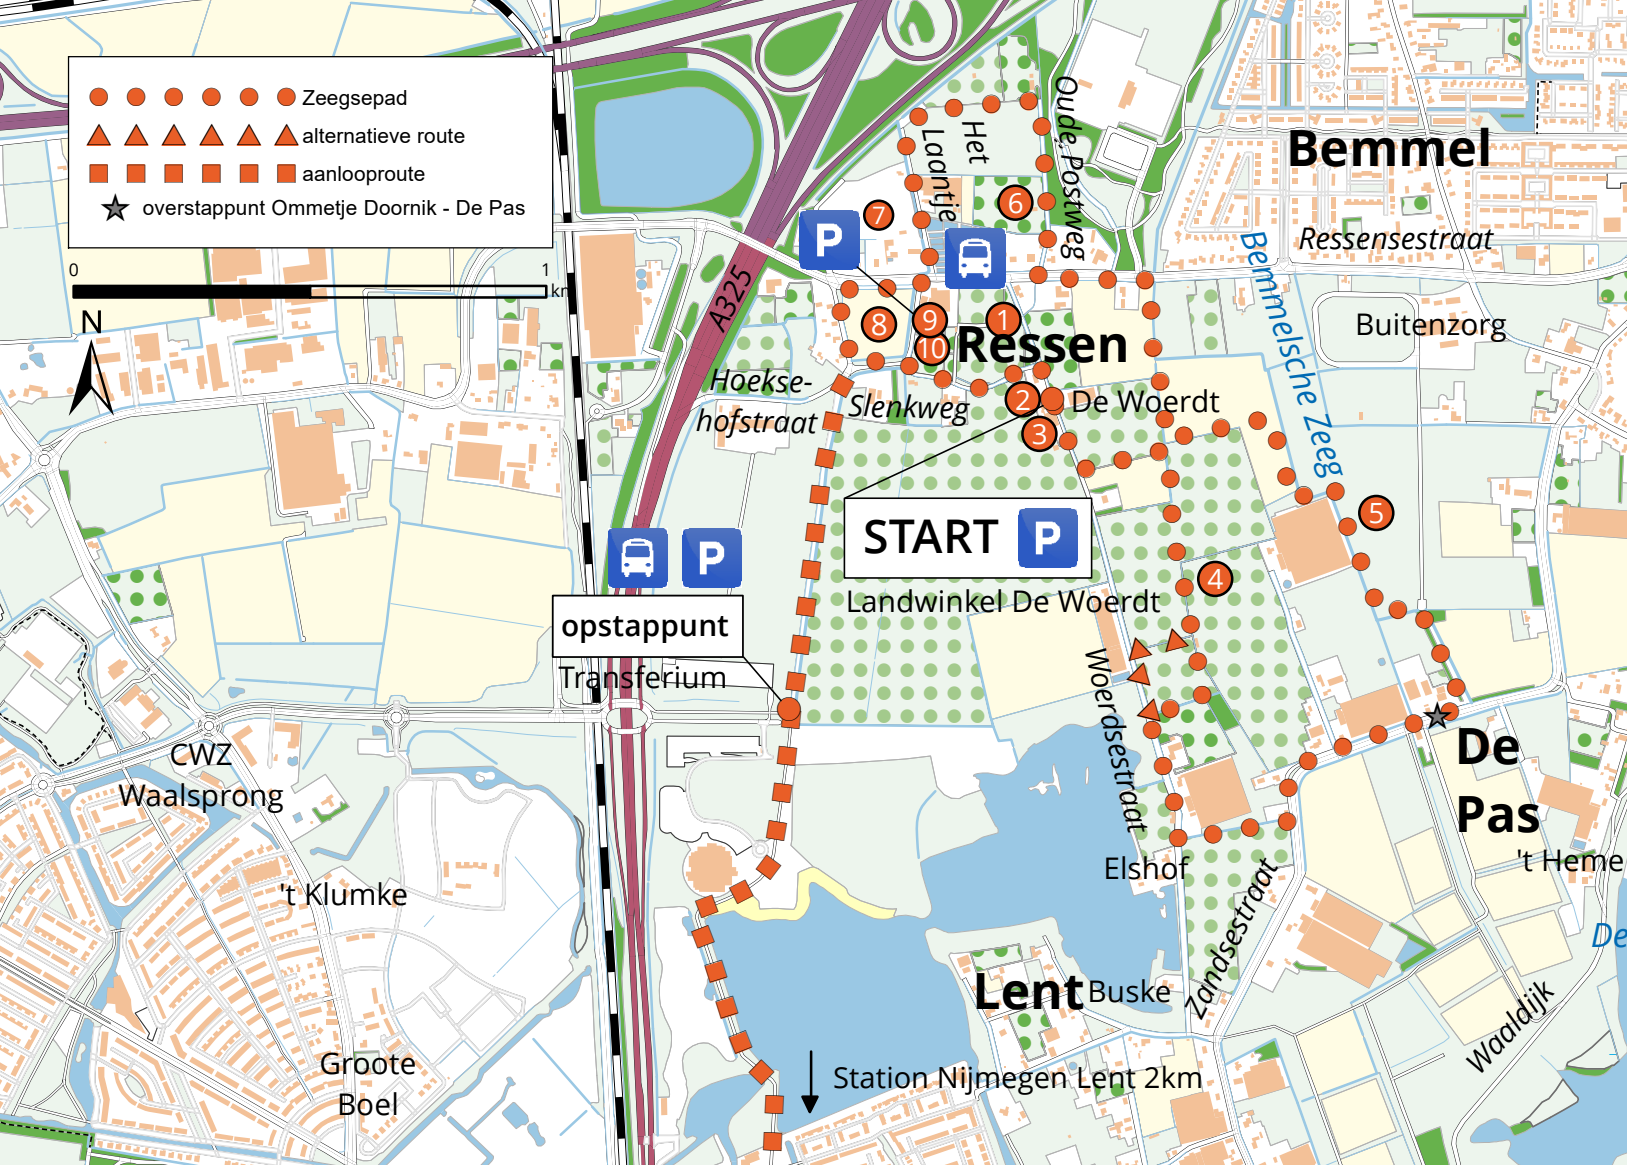 Zeegsepad
alternatieve route
aanlooproute
overstappunt Ommetje Doornik - De Pas
0
1
km
N
A325
Het
Laantje
Oude Postweg
Bemmel
Ressensestraat
Bemmelsche Zeeg
Buitenzorg
P
7
6
8
9
10
1
Ressen
Hoekse-
hofstraat
Slenkweg
2
De Woerdt
3
START P
5
4
Landwinkel De Woerdt
P
opstappunt
Transferium
Woerdsestraat
CWZ
Waalsprong
De
Pas
't Heme
Elshof
't Klumke
Zandsestraat
De
Lent
Buske
Waaldijk
Groote
Boel
Station Nijmegen Lent 2km